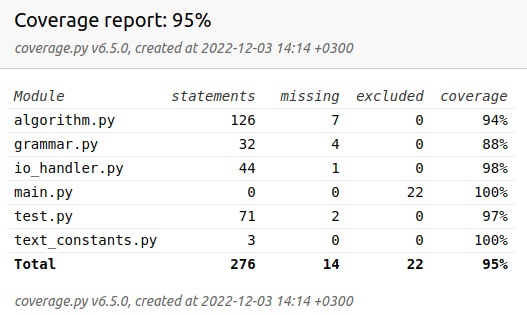 Coverage report: 95%
coverage.py v6.5.0, created at 2022-12-03 14:14 +0300
Module statements missing excluded coverage
algorithm.py 126 7 0 94%
grammar.py 32 4 0 88%
io_handler.py 44 1 0 98%
main.py 0 0 22 100%
test.py 71 2 0 97%
text_constants.py 3 0 0 100%
Total 276 14 22 95%
coverage.py v6.5.0, created at 2022-12-03 14:14 +0300